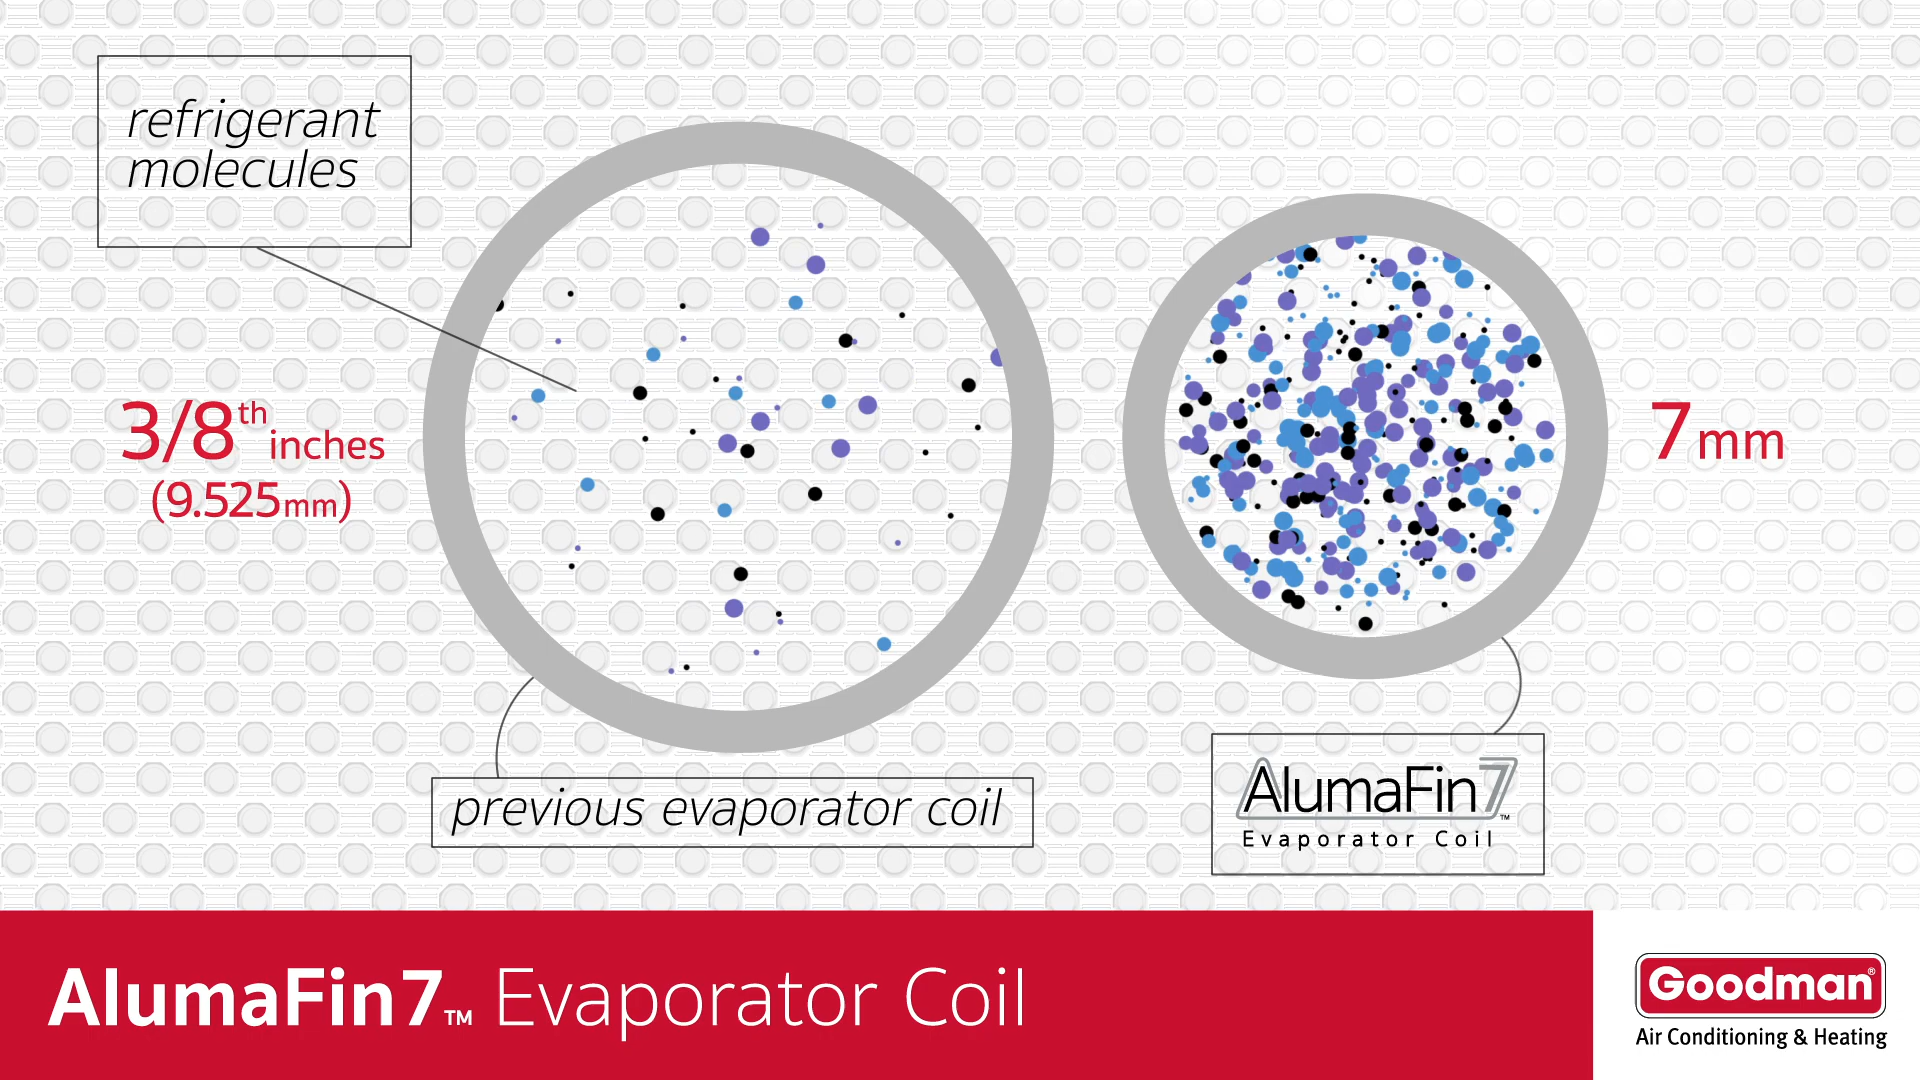 refrigerant
molecules
3/8th inches
(9.525mm)
7mm
previous evaporator coil
AlumaFin7™
Evaporator Coil
AlumaFin7™ Evaporator Coil
Goodman®
Air Conditioning & Heating